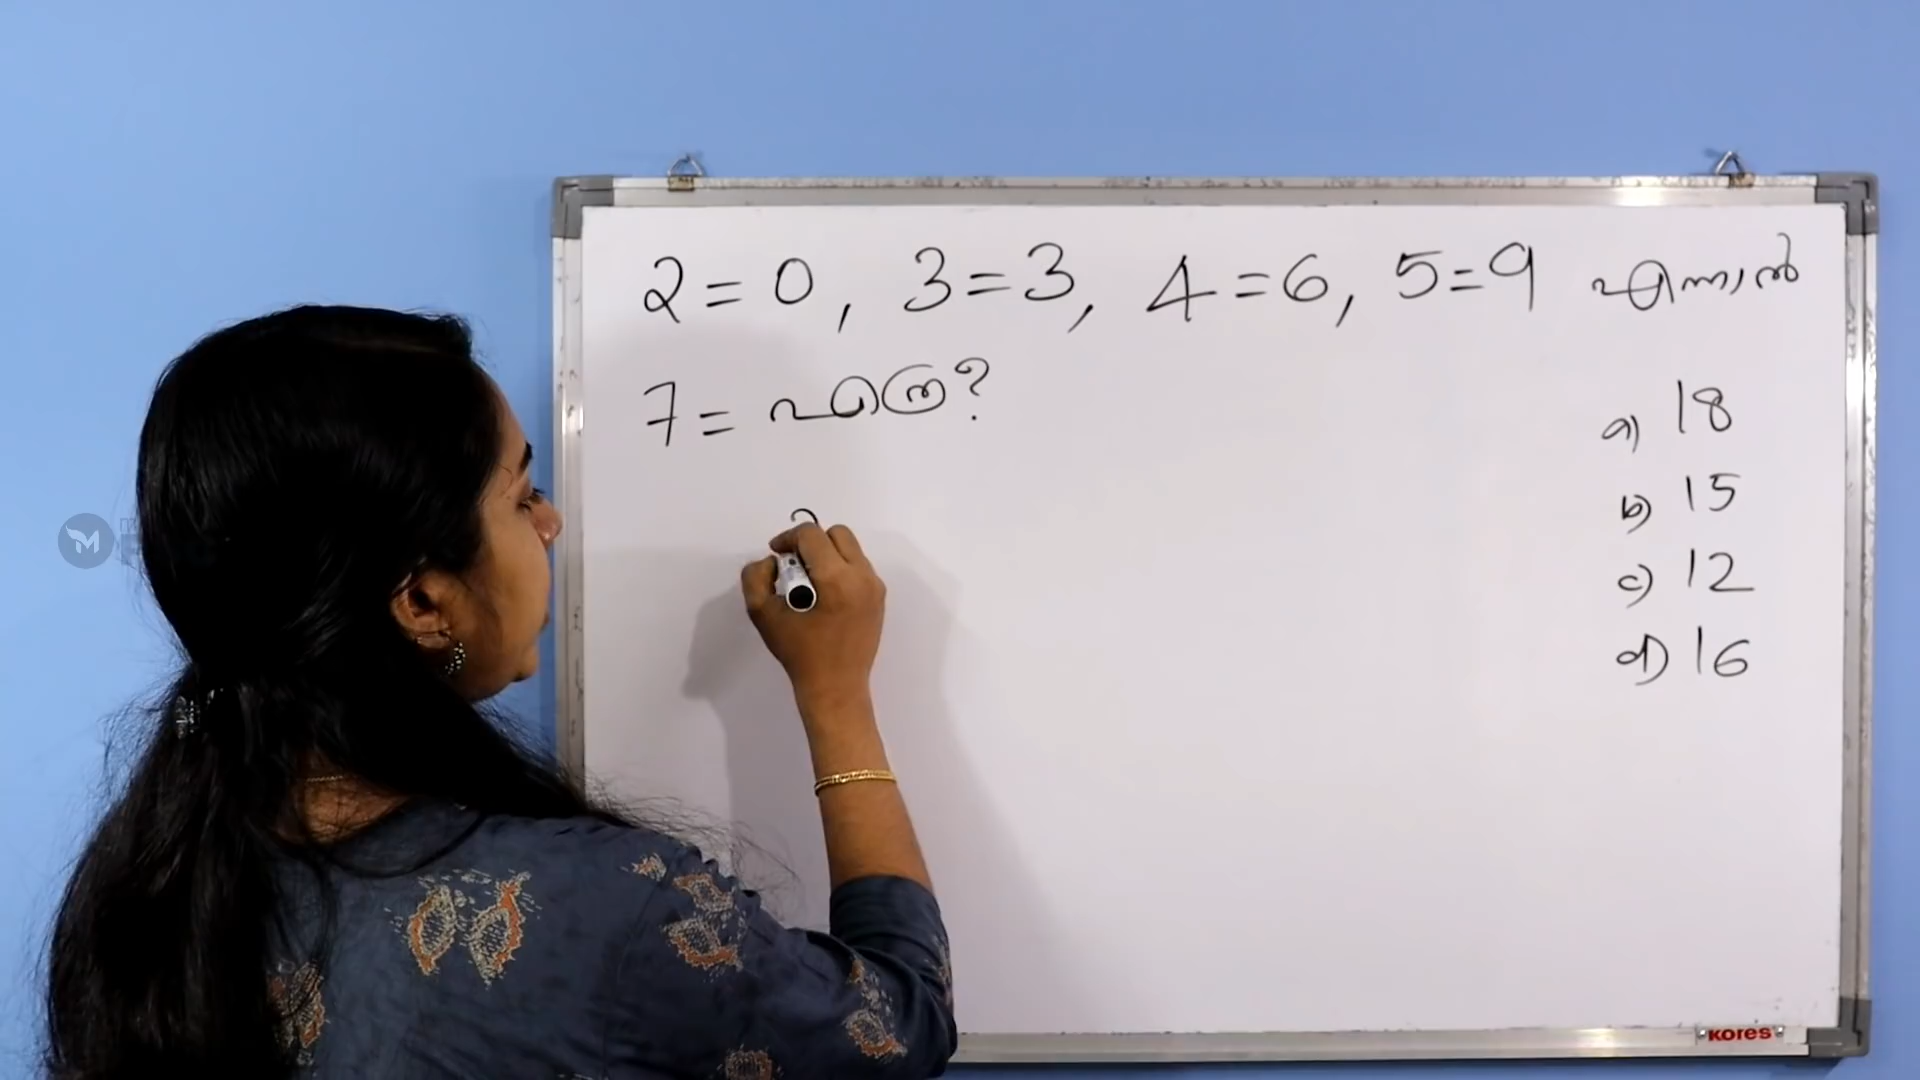 2 = 0, 3 = 3, 4 = 6, 5 = 9 എന്നാൽ
7 = എത്ര?
a) 18
b) 15
c) 12
d) 16
KORES